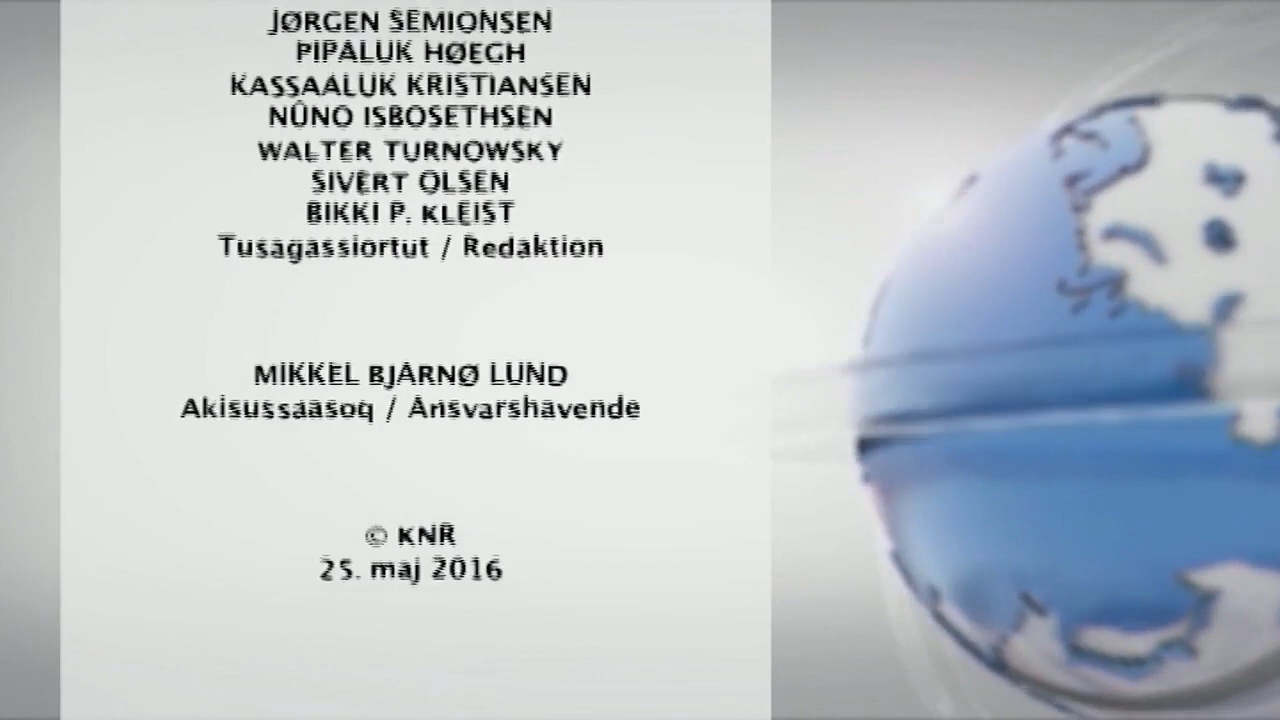 JØRGEN SEMIONSEN
PIPALUK HØEGH
KASSAALUK KRISTIANSEN
NÛNO ISBOSETHSEN
WALTER TURNOWSKY
SIVERT OLSEN
BIKKI P. KLEIST
Tusagassiortut / Redaktion
MIKKEL BJARNØ LUND
Akisussaasoq / Ansvarshavende
© KNR
25. maj 2016